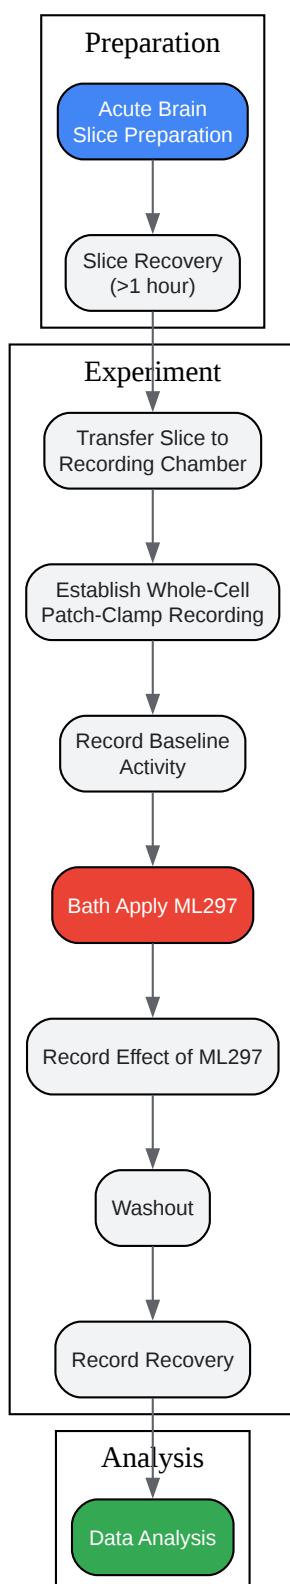 Preparation
Acute Brain
Slice Preparation
Slice Recovery
(>1 hour)
Experiment
Transfer Slice to
Recording Chamber
Establish Whole-Cell
Patch-Clamp Recording
Record Baseline
Activity
Bath Apply ML297
Record Effect of ML297
Washout
Record Recovery
Analysis
Data Analysis